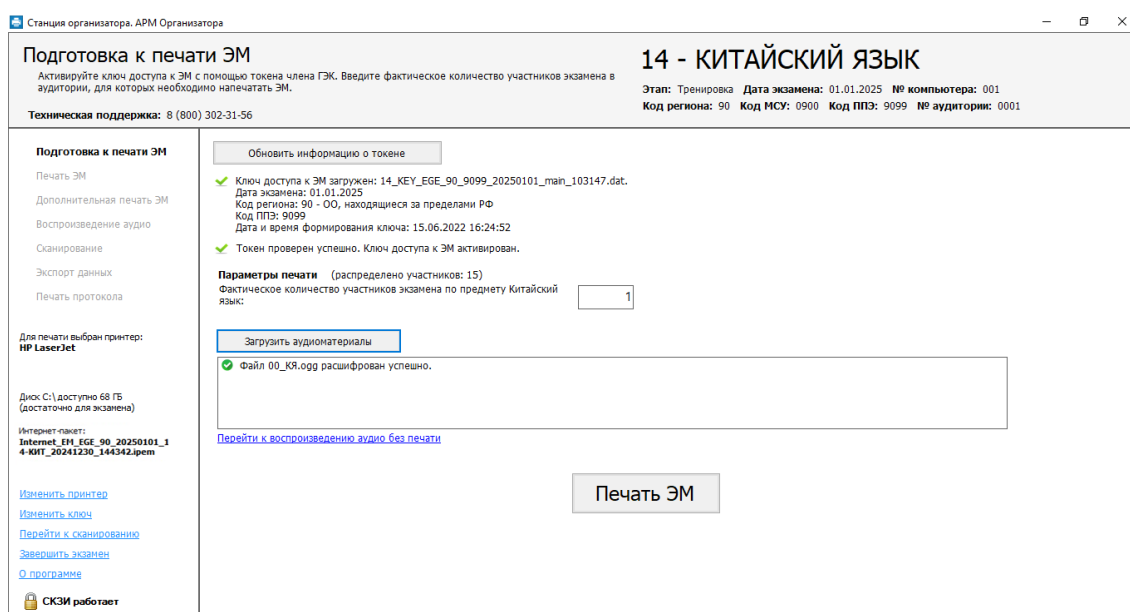 Станция организатора. АРМ Организатора
Подготовка к печати ЭМ
Активируйте ключ доступа к ЭМ с помощью токена члена ГЭК. Введите фактическое количество участников экзамена в
аудитории, для которых необходимо напечатать ЭМ.
Техническая поддержка: 8 (800) 302-31-56
14 - КИТАЙСКИЙ ЯЗЫК
Этап: Тренировка Дата экзамена: 01.01.2025 № компьютера: 001
Код региона: 90 Код МСУ: 0900 Код ППЭ: 9099 № аудитории: 0001
Подготовка к печати ЭМ
Печать ЭМ
Дополнительная печать ЭМ
Воспроизведение аудио
Сканирование
Экспорт данных
Печать протокола
Для печати выбран принтер:
HP LaserJet
Диск C:\ доступно 68 ГБ
(достаточно для экзамена)
Интернет-пакет:
Internet_EM_EGE_90_20250101_1
4-КИТ_20241230_144342.ipem
Изменить принтер
Изменить ключ
Перейти к сканированию
Завершить экзамен
О программе
СКЗИ работает
Обновить информацию о токене
Ключ доступа к ЭМ загружен: 14_KEY_EGE_90_9099_20250101_main_103147.dat.
Дата экзамена: 01.01.2025
Код региона: 90 - ОО, находящиеся за пределами РФ
Код ППЭ: 9099
Дата и время формирования ключа: 15.06.2022 16:24:52
Токен проверен успешно. Ключ доступа к ЭМ активирован.
Параметры печати (распределено участников: 15)
Фактическое количество участников экзамена по предмету Китайский
язык:
1
Загрузить аудиоматериалы
Файл 00_КЯ.ogg расшифрован успешно.
Перейти к воспроизведению аудио без печати
Печать ЭМ